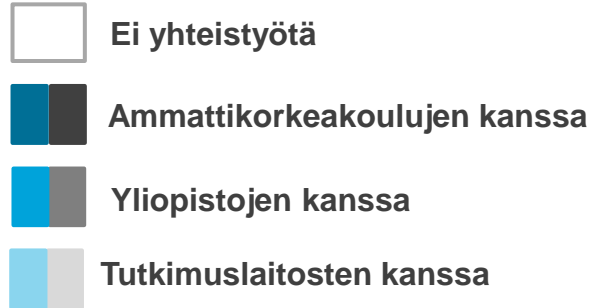 Ei yhteistyötä
Ammattikorkeakoulujen kanssa
Yliopistojen kanssa
Tutkimuslaitosten kanssa